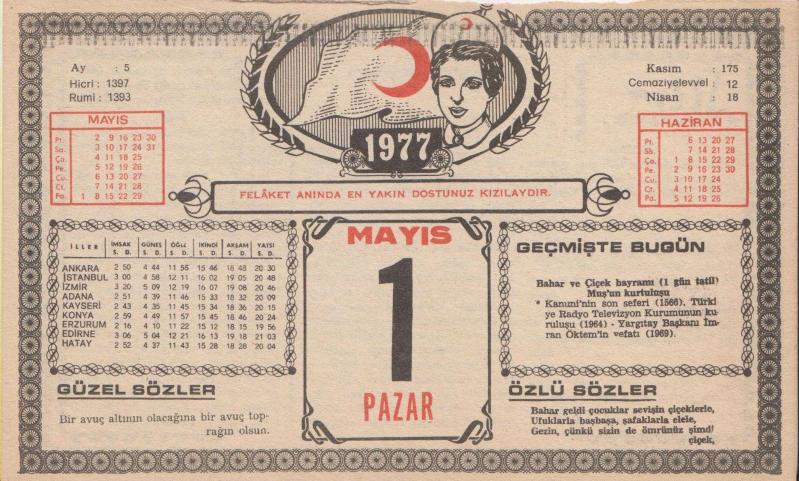 Ay : 5
Hicri : 1397
Rumi : 1393
Kasım : 175
Cemaziyelevvel : 12
Nisan : 18
1977
FELÂKET ANINDA EN YAKIN DOSTUNUZ KIZILAYDIR.
MAYIS
Pt. 2 9 16 23 30
Sa. 3 10 17 24 31
Ça. 4 11 18 25
Pe. 5 12 19 26
Cu. 6 13 20 27
Ct. 7 14 21 28
Pa. 1 8 15 22 29
HAZİRAN
Pt. 6 13 20 27
Sa. 7 14 21 28
Ça. 1 8 15 22 29
Pe. 2 9 16 23 30
Cu. 3 10 17 24
Ct. 4 11 18 25
Pa. 5 12 19 26
İLLER İMSAK GÜNEŞ ÖĞLE İKİNDİ AKŞAM YATSI
S. D. S. D. S. D. S. D. S. D. S. D.
ANKARA 2 50 4 44 11 55 15 46 18 48 20 30
İSTANBUL 3 00 4 58 12 11 16 02 19 05 20 48
İZMİR 3 20 5 09 12 19 16 07 19 08 20 46
ADANA 2 51 4 39 11 46 15 33 18 32 20 09
KAYSERİ 2 43 4 35 11 45 15 34 18 36 20 15
KONYA 2 59 4 49 11 57 15 45 18 46 20 24
ERZURUM 2 16 4 10 11 22 15 12 18 15 19 56
EDİRNE 3 06 5 04 12 21 16 13 19 18 21 03
HATAY 2 52 4 37 11 43 15 28 18 28 20 04
GÜZEL SÖZLER
Bir avuç altının olacağına bir avuç top-
rağın olsun.
MAYIS
1
PAZAR
GEÇMİŞTE BUGÜN
Bahar ve Çiçek bayramı (1 gün tatil)
Muş'un kurtuluşu
* Kanuni'nin son seferi (1566). Türki
ye Radyo Televizyon Kurumunun ku-
ruluşu (1964) - Yargıtay Başkanı İm-
ran Öktem'in vefatı (1969).
ÖZLÜ SÖZLER
Bahar geldi çocuklar sevişin çiçeklerle,
Ufuklarla başbaşa, şafaklarla elele,
Gezin, çünkü sizin de ömrünüz şimdi
çiçek,